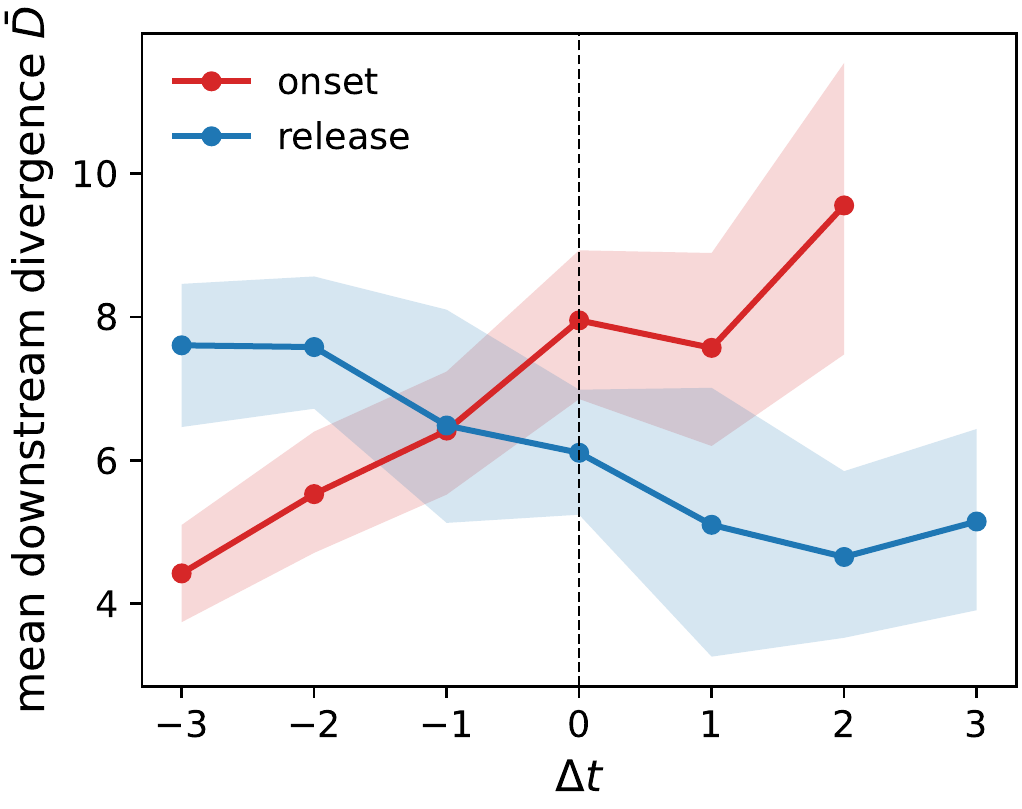 mean downstream divergence D̄
onset
release
10
8
6
4
−3 −2 −1 0 1 2 3
Δt